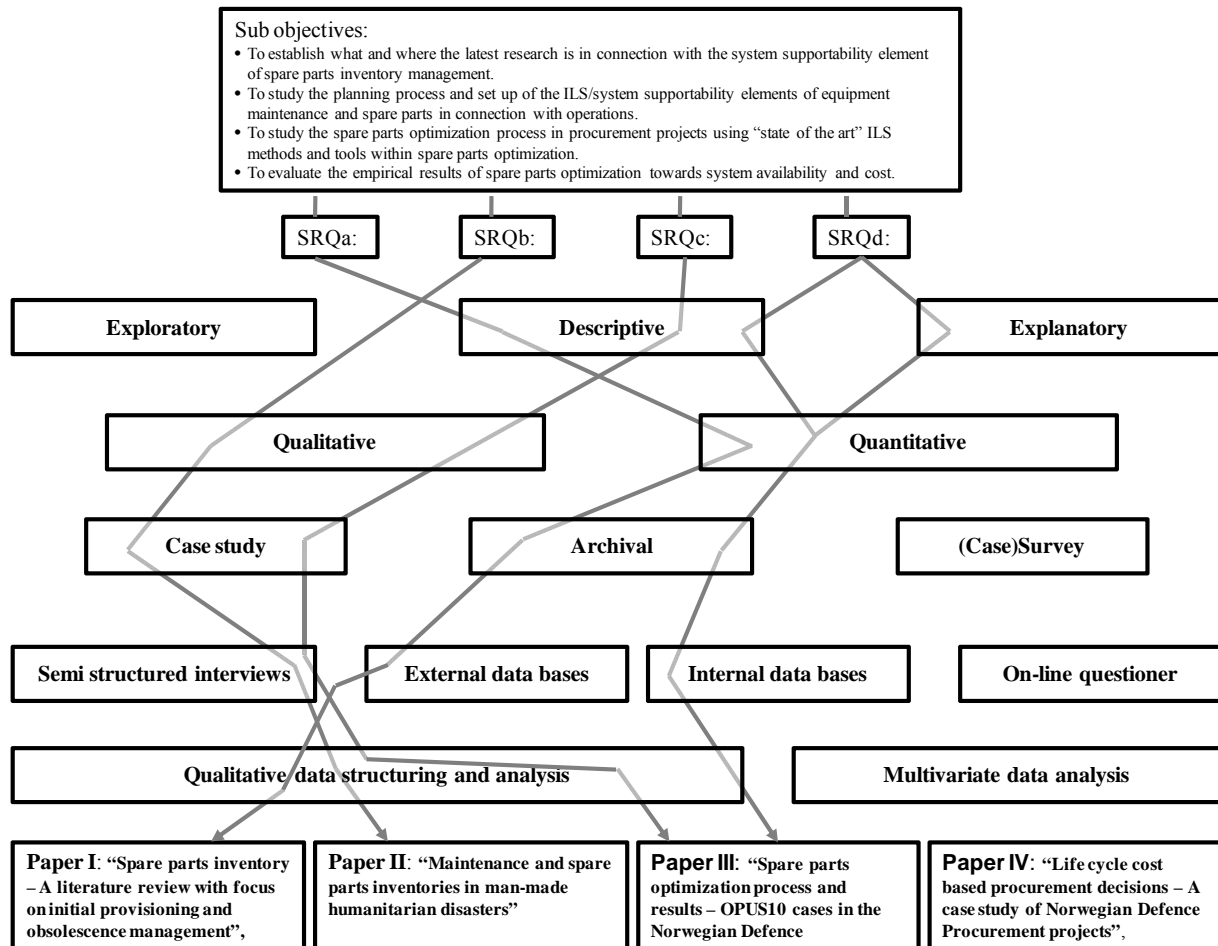 Sub objectives:
• To establish what and where the latest research is in connection with the system supportability element
of spare parts inventory management.
• To study the planning process and set up of the ILS/system supportability elements of equipment
maintenance and spare parts in connection with operations.
• To study the spare parts optimization process in procurement projects using “state of the art” ILS
methods and tools within spare parts optimization.
• To evaluate the empirical results of spare parts optimization towards system availability and cost.
SRQa:
SRQb:
SRQc:
SRQd:
Exploratory
Descriptive
Explanatory
Qualitative
Quantitative
Case study
Archival
(Case)Survey
Semi structured interviews
External data bases
Internal data bases
On-line questioner
Qualitative data structuring and analysis
Multivariate data analysis
Paper I: “Spare parts inventory
– A literature review with focus
on initial provisioning and
obsolescence management”,
Paper II: “Maintenance and spare
parts inventories in man-made
humanitarian disasters”
Paper III: “Spare parts
optimization process and
results – OPUS10 cases in the
Norwegian Defence
Paper IV: “Life cycle cost
based procurement decisions – A
case study of Norwegian Defence
Procurement projects”,